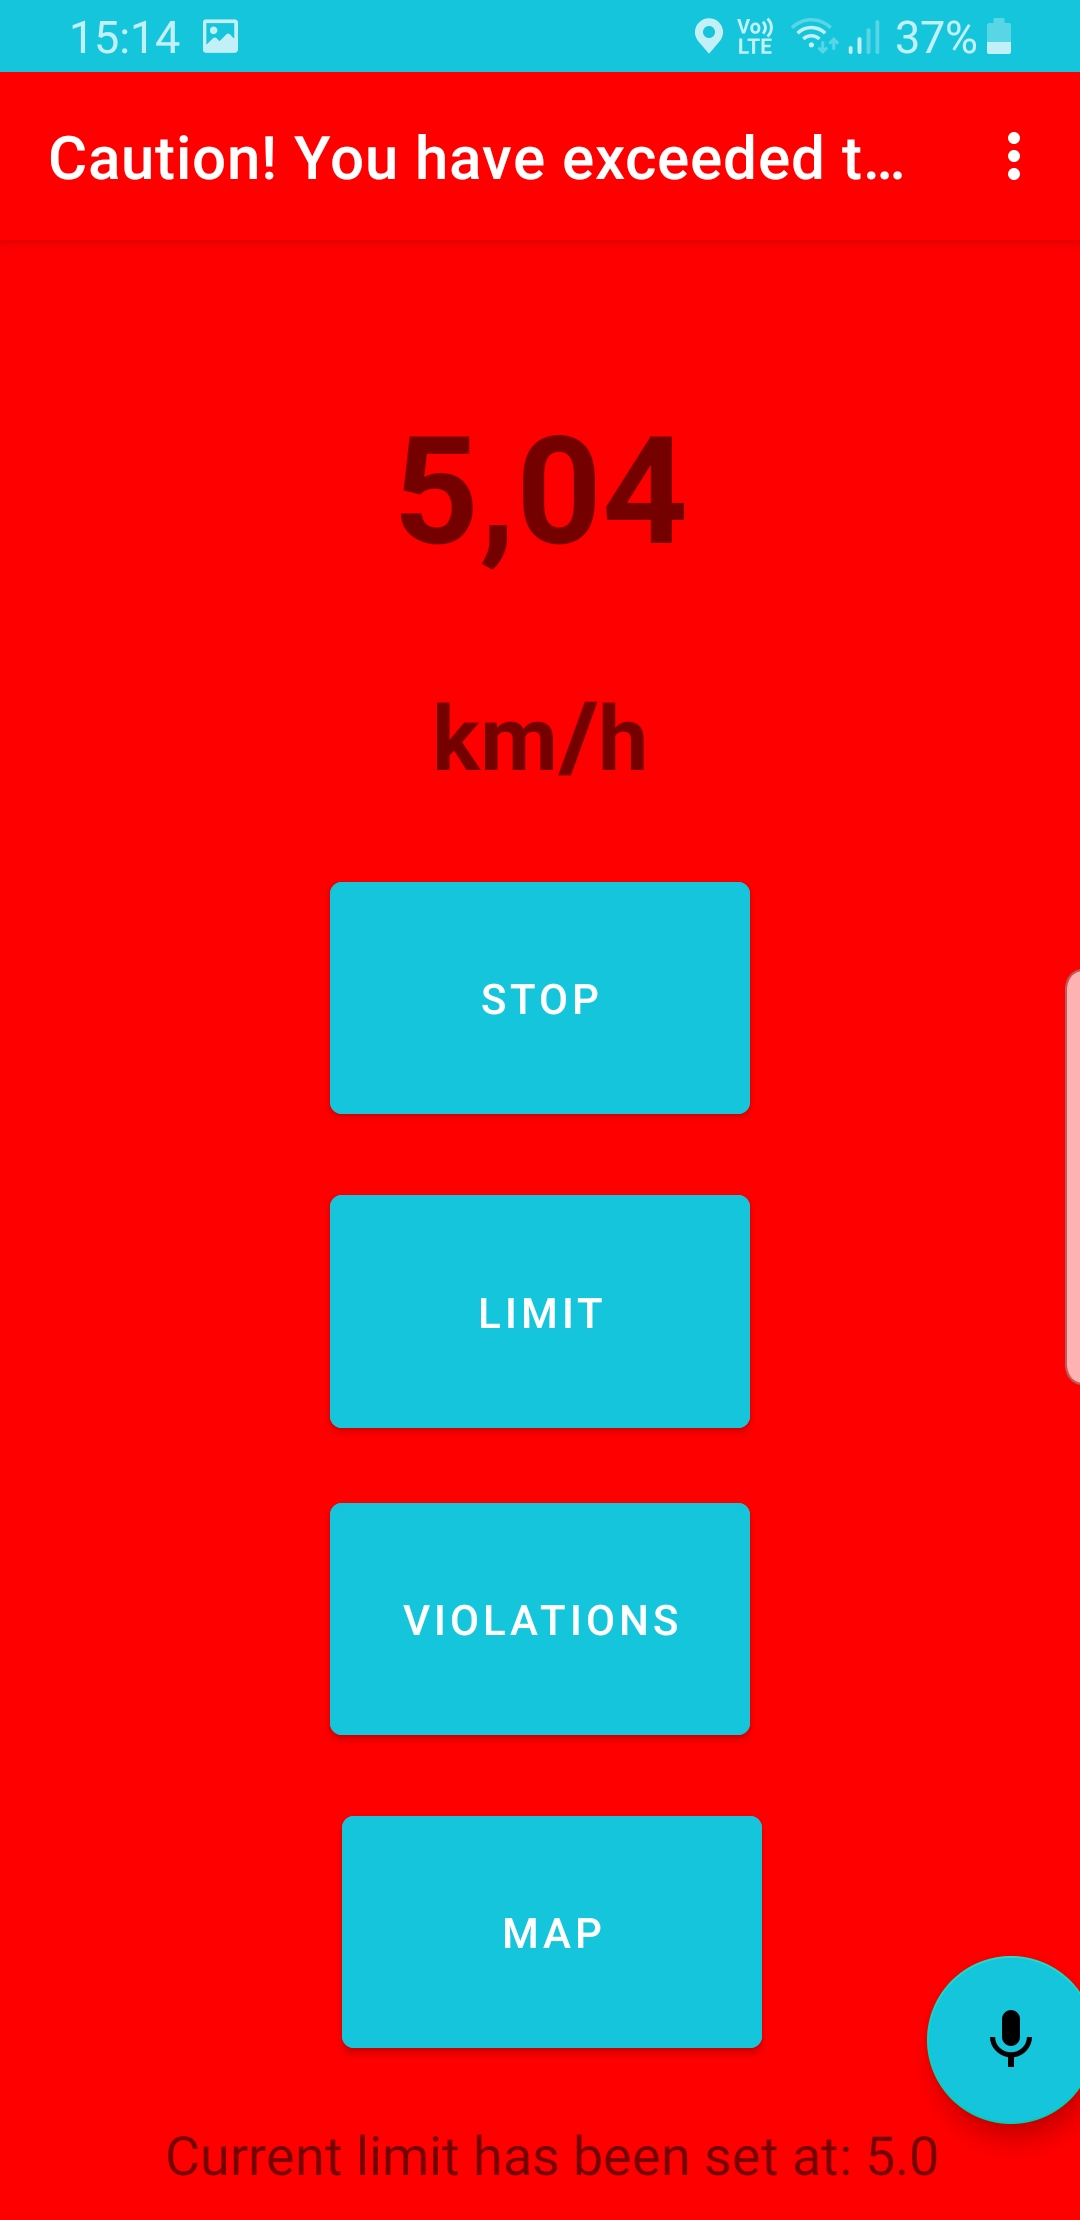 15:14 Vo)) LTE 37%
Caution! You have exceeded t...
5,04
km/h
STOP
LIMIT
VIOLATIONS
MAP
Current limit has been set at: 5.0